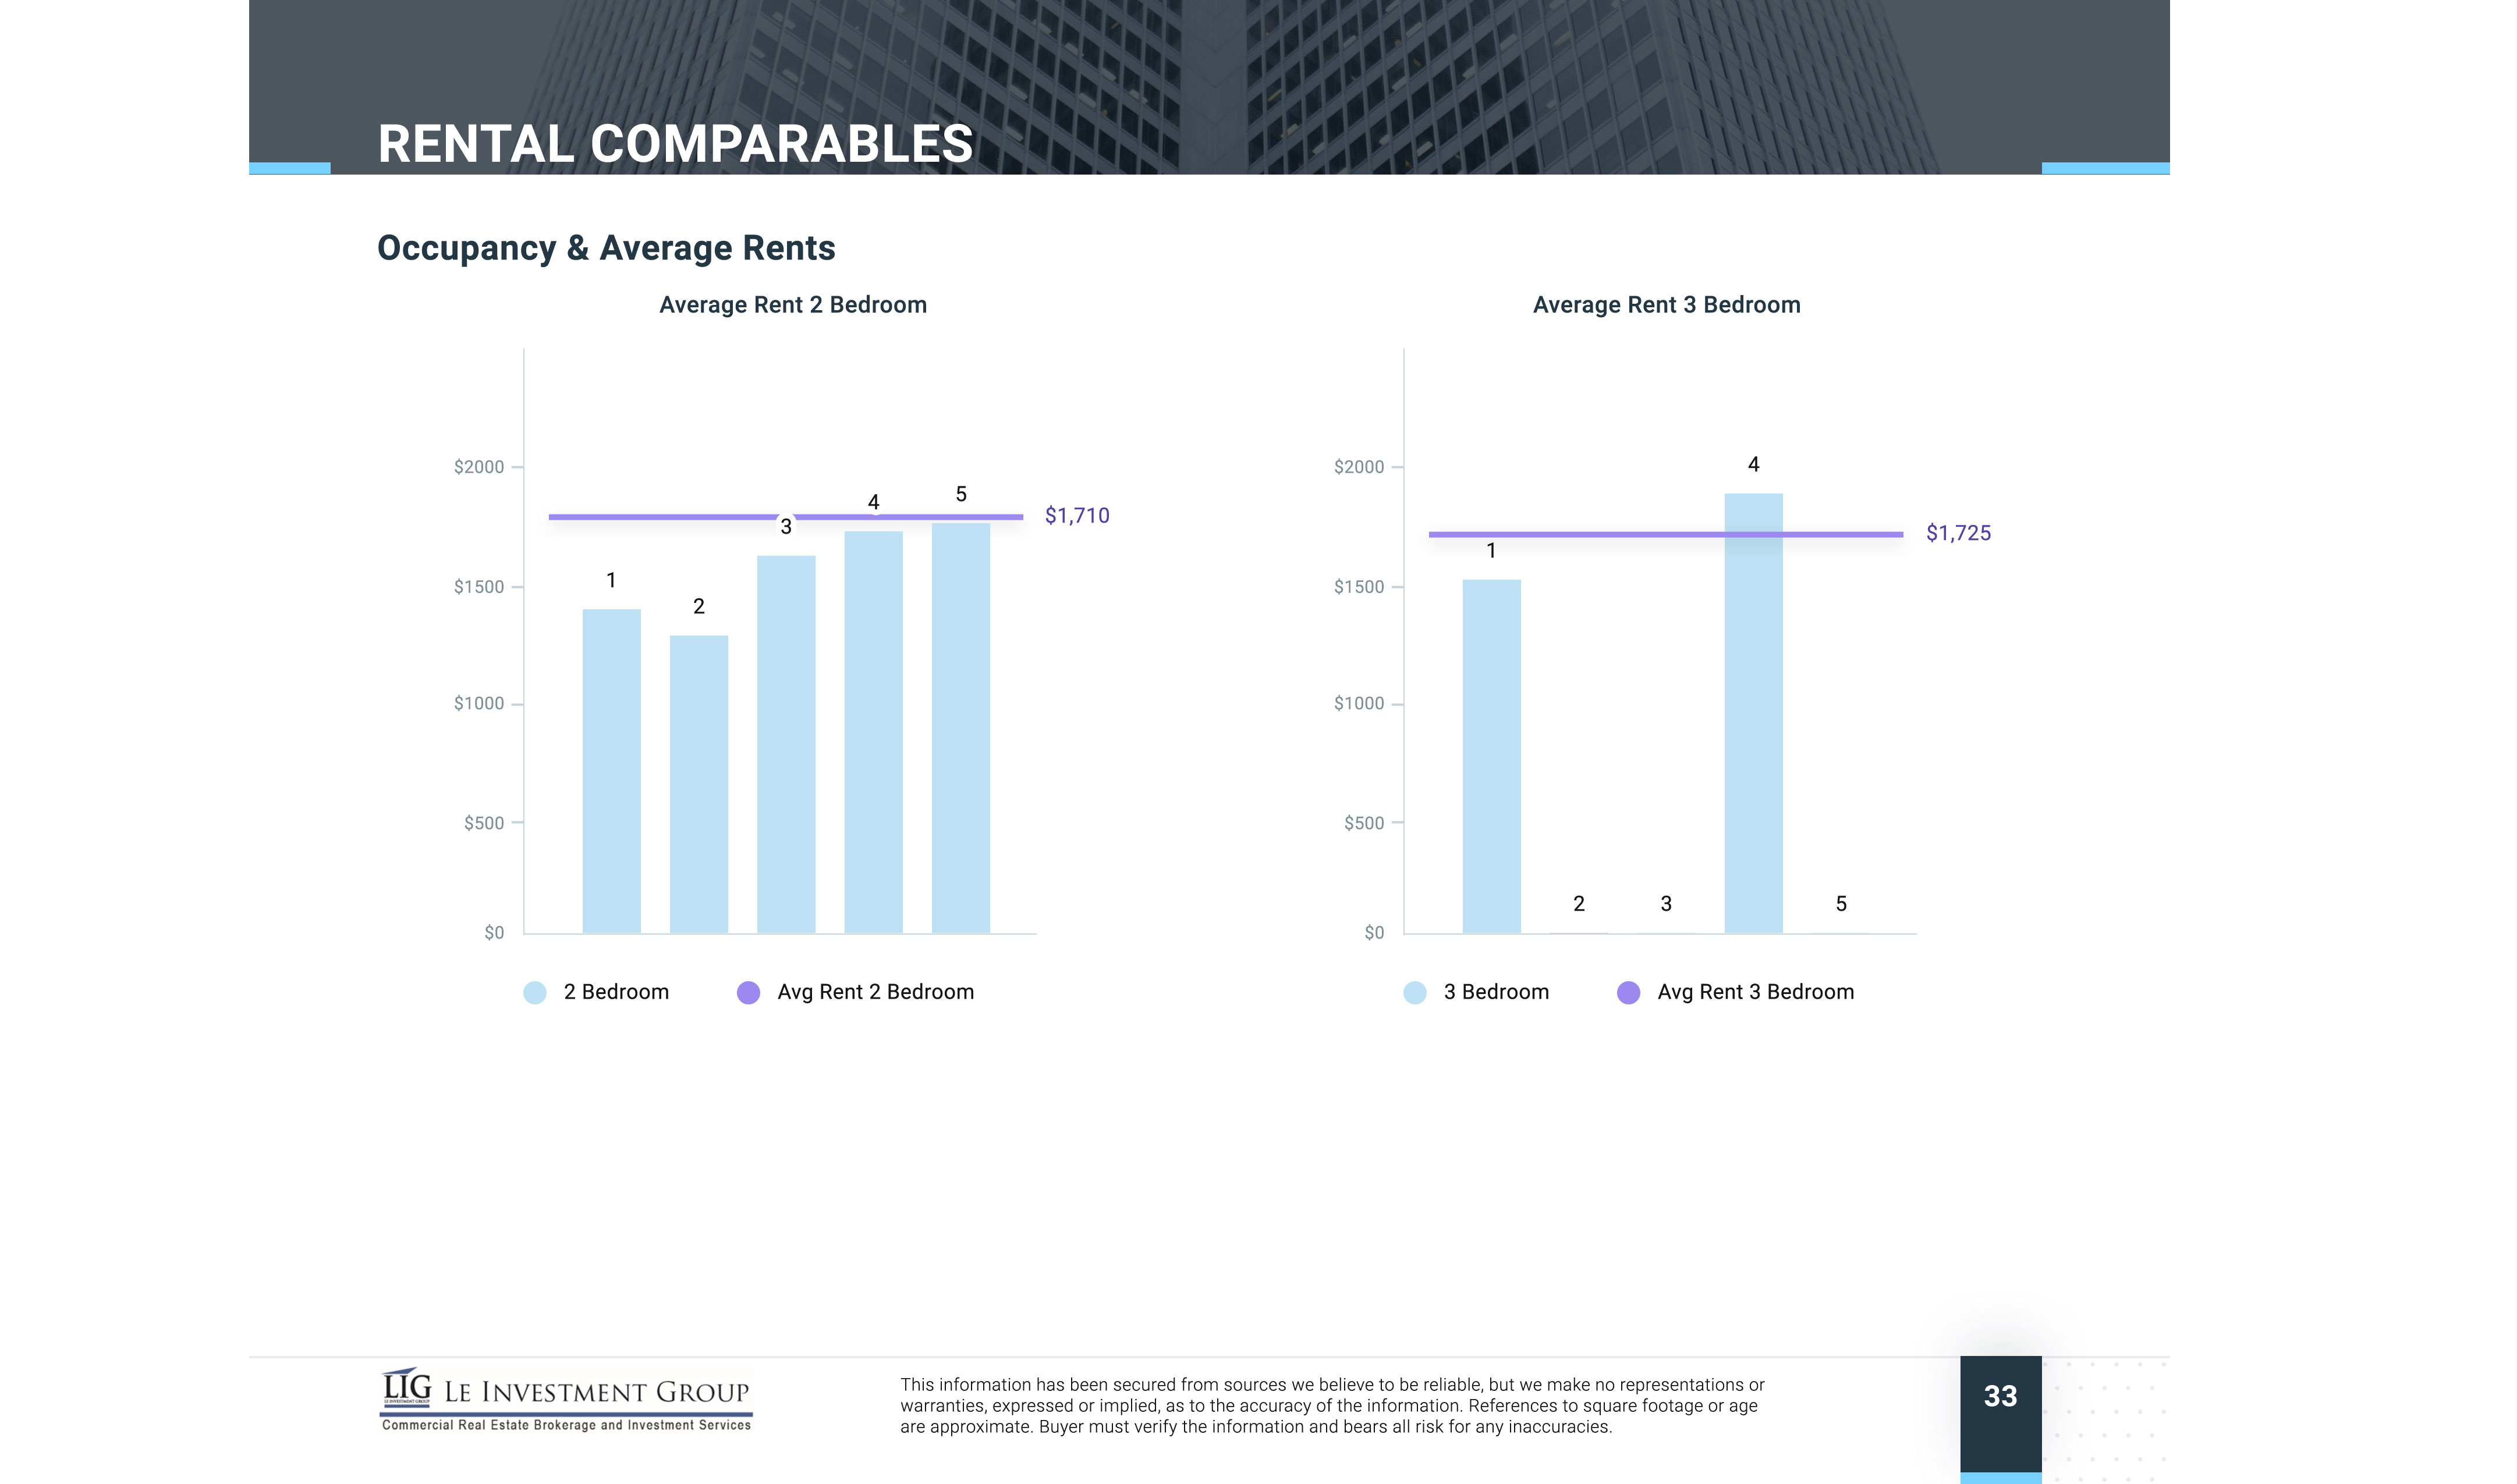 RENTAL COMPARABLES
Occupancy & Average Rents
Average Rent 2 Bedroom
$2000
$1500
$1000
$500
$0
1
2
3
4
5
$1,710
2 Bedroom
Avg Rent 2 Bedroom
Average Rent 3 Bedroom
$2000
$1500
$1000
$500
$0
1
2
3
4
5
$1,725
3 Bedroom
Avg Rent 3 Bedroom
LIG
LE INVESTMENT GROUP
LE INVESTMENT GROUP
Commercial Real Estate Brokerage and Investment Services
This information has been secured from sources we believe to be reliable, but we make no representations or
warranties, expressed or implied, as to the accuracy of the information. References to square footage or age
are approximate. Buyer must verify the information and bears all risk for any inaccuracies.
33